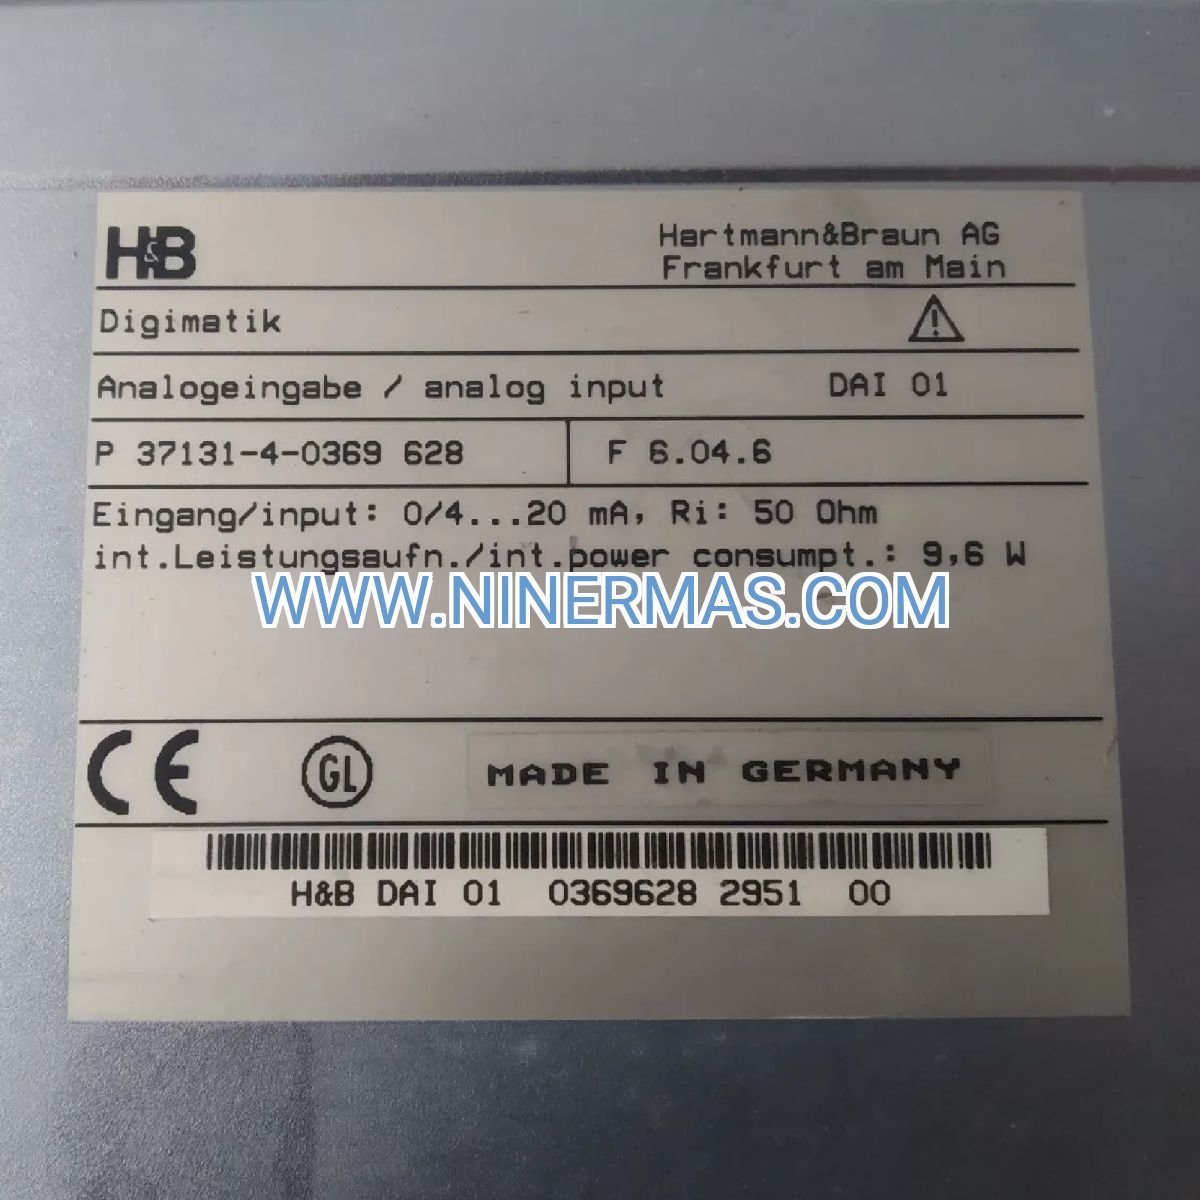 H&B
Hartmann&Braun AG
Frankfurt am Main
Digimatik
Analogeingabe / analog input DAI 01
P 37131-4-0369 628 F 6.04.6
Eingang/input: 0/4...20 mA, Ri: 50 Ohm
int.Leistungsaufn./int.power consumpt.: 9,6 W
WWW.NINERMAS.COM
CE GL MADE IN GERMANY
H&B DAI 01 0369628 2951 00